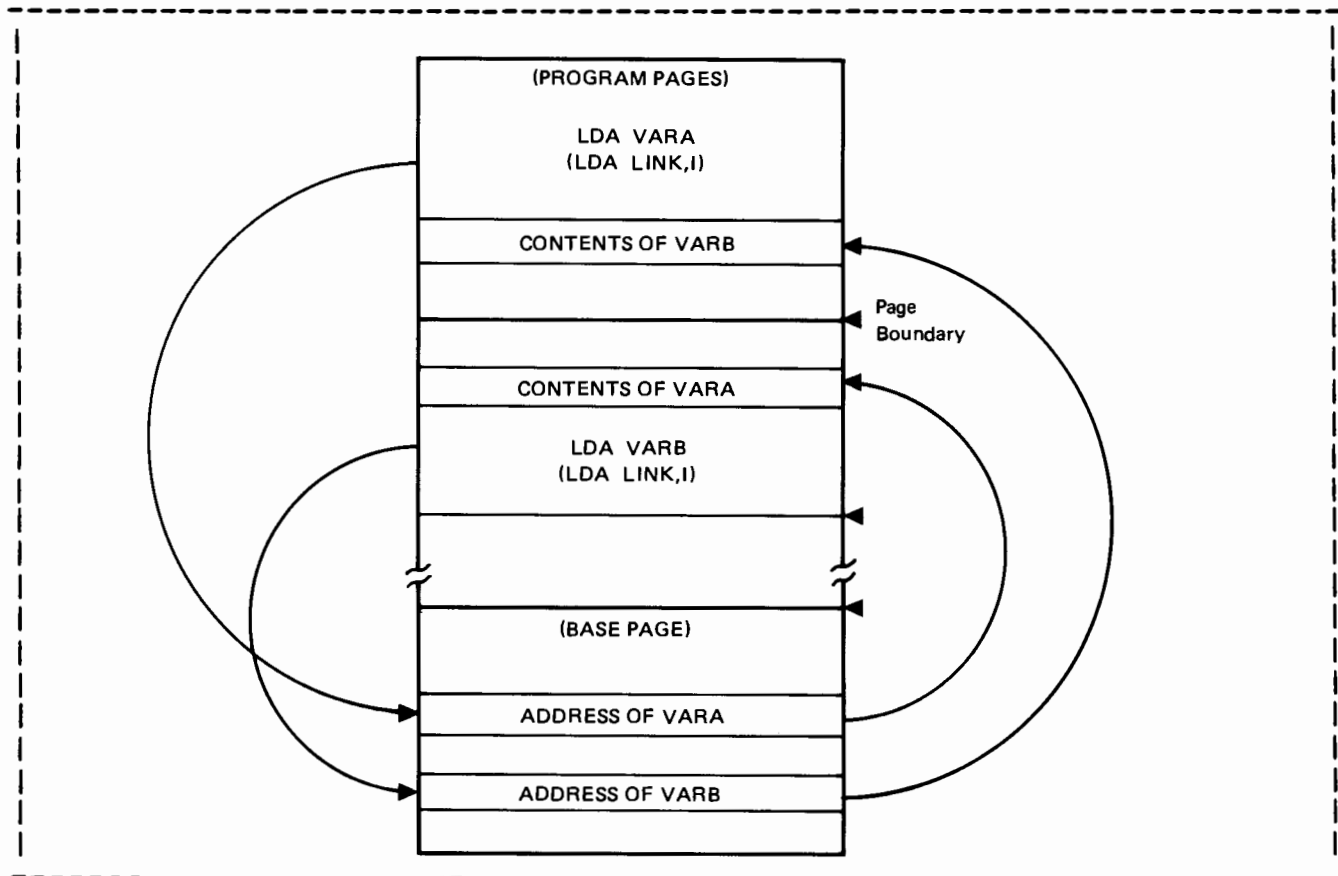 (PROGRAM PAGES)
LDA VARA
(LDA LINK,I)
CONTENTS OF VARB
Page
Boundary
CONTENTS OF VARA
LDA VARB
(LDA LINK,I)
(BASE PAGE)
ADDRESS OF VARA
ADDRESS OF VARB